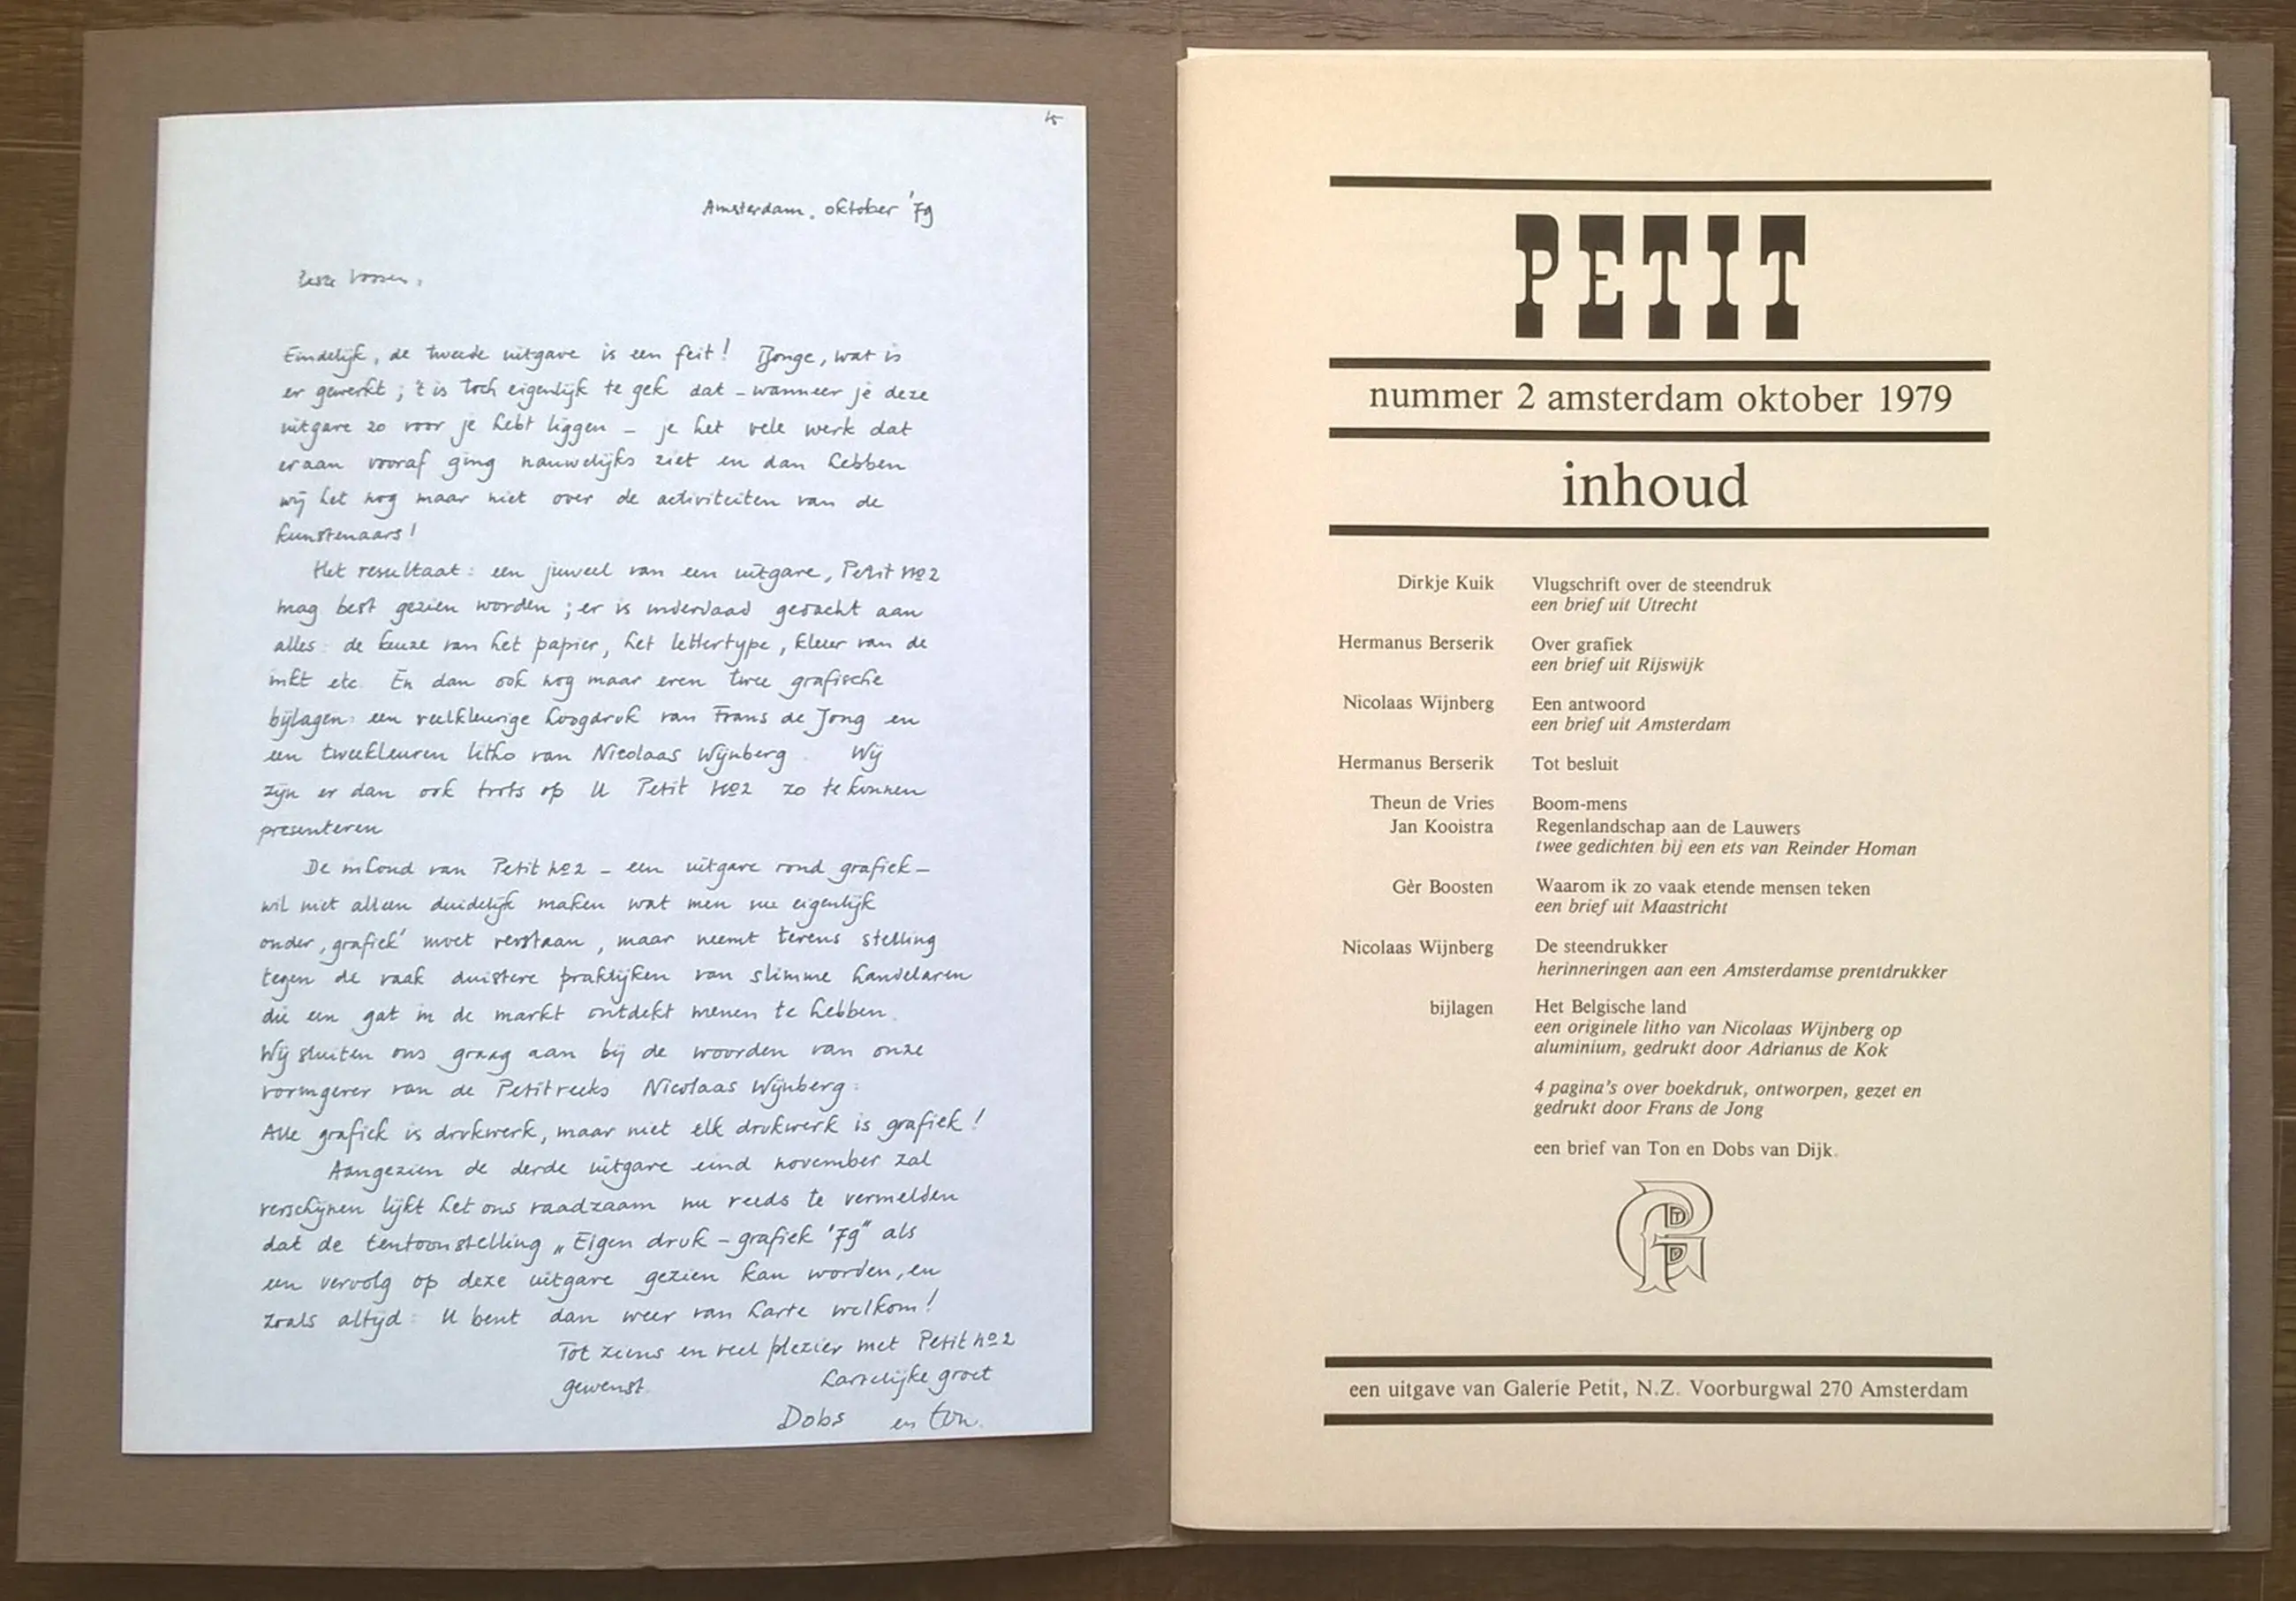 Amsterdam. oktober '79
Eindelijk, de tweede uitgave is een feit! Tjonge, wat is
er gewerkt; 't is toch eigenlijk te gek dat – wanneer je deze
uitgave zo voor je hebt liggen – je het vele werk dat
eraan vooraf ging nauwelijks ziet en dan hebben
wij het nog maar niet over de activiteiten van de
kunstenaars!
Het resultaat: een juweel van een uitgave, Petit no 2
mag best gezien worden; er is inderdaad gedacht aan
alles: de keuze van het papier, het lettertype, kleur van de
inkt etc. En dan ook nog maar even twee grafische
bijlagen: een veelkleurige hoogdruk van Frans de Jong en
een tweekleuren litho van Nicolaas Wijnberg. Wij
zijn er dan ook trots op U Petit no 2 zo te kunnen
presenteren
De inhoud van Petit no 2 – een uitgave rond grafiek –
wil niet alleen duidelijk maken wat men nu eigenlijk
onder ‚grafiek' moet verstaan, maar neemt tevens stelling
tegen de vaak duistere praktijken van slimme handelaren
die een gat in de markt ontdekt menen te hebben.
Wij sluiten ons graag aan bij de woorden van onze
vormgever van de Petitreeks Nicolaas Wijnberg:
Alle grafiek is drukwerk, maar niet elk drukwerk is grafiek!
Aangezien de derde uitgave eind november zal
verschijnen lijkt het ons raadzaam nu reeds te vermelden
dat de tentoonstelling „Eigen druk – grafiek '79" als
een vervolg op deze uitgave gezien kan worden, en
zoals altijd: U bent dan weer van harte welkom!
Tot ziens en veel plezier met Petit no 2
gewenst. Hartelijke groet
Dobs en Ton.
PETIT
nummer 2 amsterdam oktober 1979
inhoud
Dirkje Kuik Vlugschrift over de steendruk
een brief uit Utrecht
Hermanus Berserik Over grafiek
een brief uit Rijswijk
Nicolaas Wijnberg Een antwoord
een brief uit Amsterdam
Hermanus Berserik Tot besluit
Theun de Vries Boom-mens
Jan Kooistra Regenlandschap aan de Lauwers
twee gedichten bij een ets van Reinder Homan
Gèr Boosten Waarom ik zo vaak etende mensen teken
een brief uit Maastricht
Nicolaas Wijnberg De steendrukker
herinneringen aan een Amsterdamse prentdrukker
bijlagen Het Belgische land
een originele litho van Nicolaas Wijnberg op
aluminium, gedrukt door Adrianus de Kok
4 pagina's over boekdruk, ontworpen, gezet en
gedrukt door Frans de Jong
een brief van Ton en Dobs van Dijk.
een uitgave van Galerie Petit, N.Z. Voorburgwal 270 Amsterdam